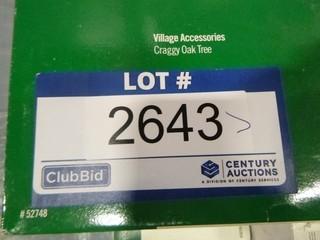 Village Accessories
Craggy Oak Tree
LOT #
2643
ClubBid
CENTURY
AUCTIONS
A DIVISION OF CENTURY SERVICES
# 52748